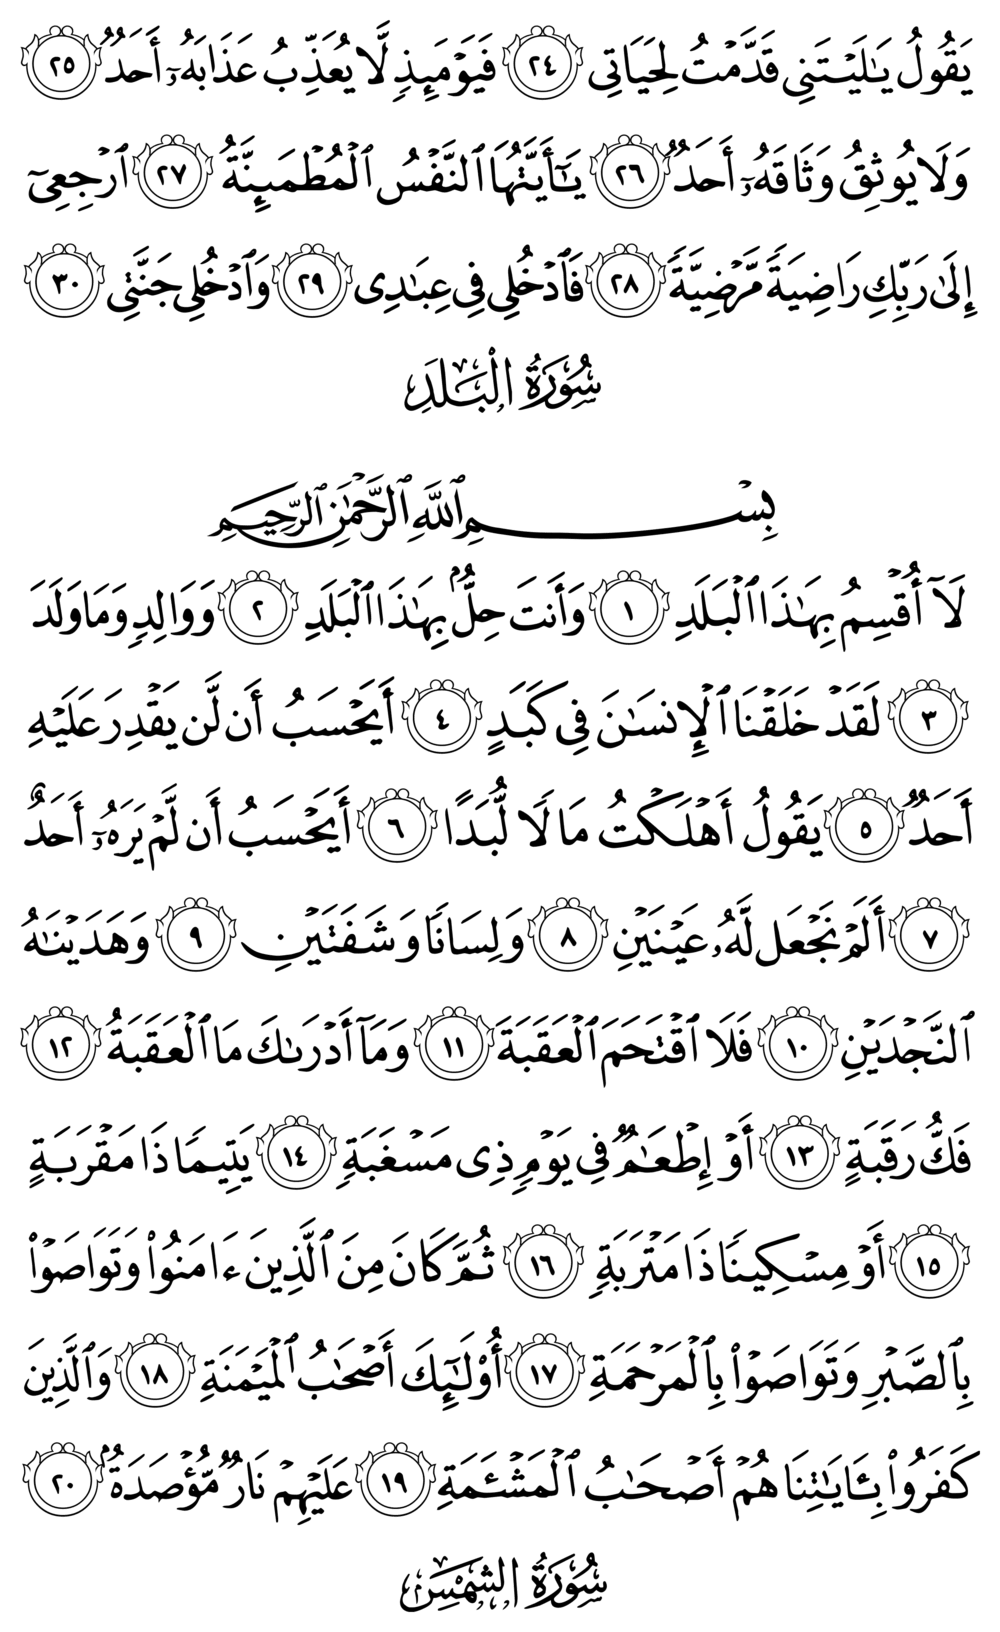 يَقُولُ يَٰلَيْتَنِى قَدَّمْتُ لِحَيَاتِى ٢٤ فَيَوْمَئِذٍ لَّا يُعَذِّبُ عَذَابَهُۥٓ أَحَدٌ ٢٥
وَلَا يُوثِقُ وَثَاقَهُۥٓ أَحَدٌ ٢٦ يَٰٓأَيَّتُهَا ٱلنَّفْسُ ٱلْمُطْمَئِنَّةُ ٢٧ ٱرْجِعِىٓ
إِلَىٰ رَبِّكِ رَاضِيَةً مَّرْضِيَّةً ٢٨ فَٱدْخُلِى فِى عِبَٰدِى ٢٩ وَٱدْخُلِى جَنَّتِى ٣٠
سُورَةُ الْبَلَدِ
بِسْمِ ٱللَّهِ ٱلرَّحْمَٰنِ ٱلرَّحِيمِ
لَآ أُقْسِمُ بِهَٰذَا ٱلْبَلَدِ ١ وَأَنتَ حِلٌّۢ بِهَٰذَا ٱلْبَلَدِ ٢ وَوَالِدٍ وَمَا وَلَدَ
٣ لَقَدْ خَلَقْنَا ٱلْإِنسَٰنَ فِى كَبَدٍ ٤ أَيَحْسَبُ أَن لَّن يَقْدِرَ عَلَيْهِ
أَحَدٌ ٥ يَقُولُ أَهْلَكْتُ مَالًا لُّبَدًا ٦ أَيَحْسَبُ أَن لَّمْ يَرَهُۥٓ أَحَدٌ
٧ أَلَمْ نَجْعَل لَّهُۥ عَيْنَيْنِ ٨ وَلِسَانًا وَشَفَتَيْنِ ٩ وَهَدَيْنَٰهُ
ٱلنَّجْدَيْنِ ١٠ فَلَا ٱقْتَحَمَ ٱلْعَقَبَةَ ١١ وَمَآ أَدْرَىٰكَ مَا ٱلْعَقَبَةُ ١٢
فَكُّ رَقَبَةٍ ١٣ أَوْ إِطْعَٰمٌ فِى يَوْمٍ ذِى مَسْغَبَةٍ ١٤ يَتِيمًا ذَا مَقْرَبَةٍ
١٥ أَوْ مِسْكِينًا ذَا مَتْرَبَةٍ ١٦ ثُمَّ كَانَ مِنَ ٱلَّذِينَ ءَامَنُوا۟ وَتَوَاصَوْا۟
بِٱلصَّبْرِ وَتَوَاصَوْا۟ بِٱلْمَرْحَمَةِ ١٧ أُو۟لَٰٓئِكَ أَصْحَٰبُ ٱلْمَيْمَنَةِ ١٨ وَٱلَّذِينَ
كَفَرُوا۟ بِـَٔايَٰتِنَا هُمْ أَصْحَٰبُ ٱلْمَشْـَٔمَةِ ١٩ عَلَيْهِمْ نَارٌ مُّؤْصَدَةٌۢ ٢٠
سُورَةُ الشَّمْسِ